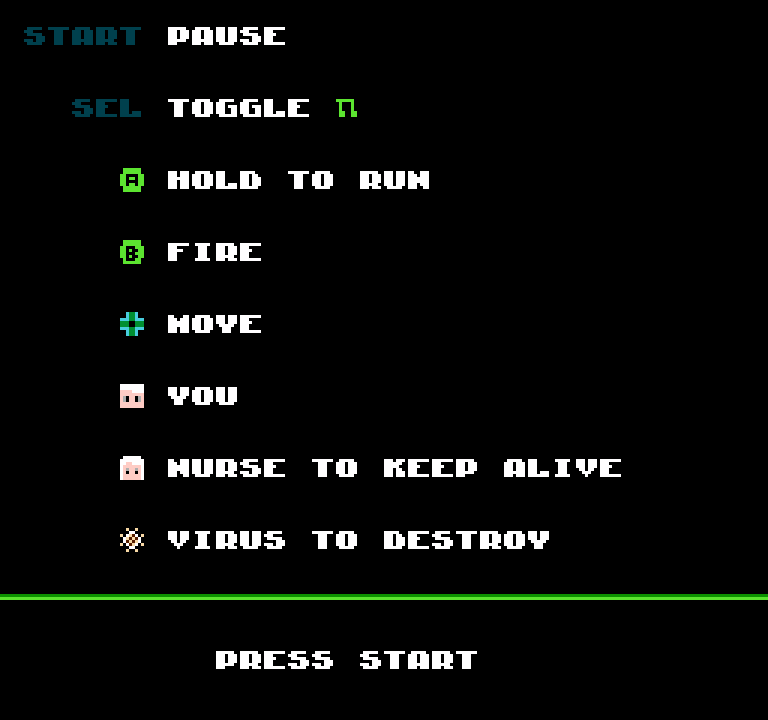 START PAUSE
SEL TOGGLE ♫
A HOLD TO RUN
B FIRE
MOVE
YOU
NURSE TO KEEP ALIVE
VIRUS TO DESTROY
PRESS START